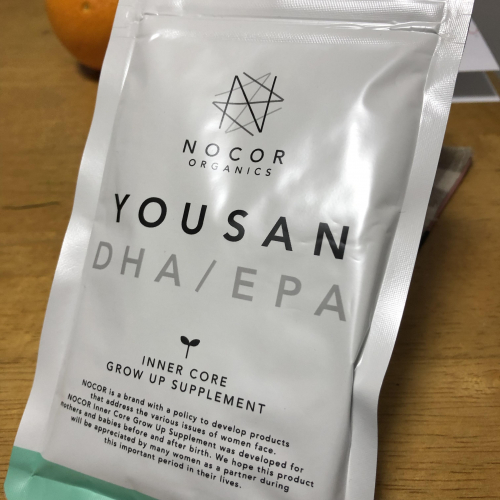 NOCOR
ORGANICS
YOUSAN
DHA/EPA
INNER CORE
GROW UP SUPPLEMENT
NOCOR is a brand with a policy to develop products
that address the various issues of women face.
NOCOR Inner Core Grow Up Supplement was developed for
mothers and babies before and after birth. We hope this product
will be appreciated by many women as a partner during
this important period in their lives.